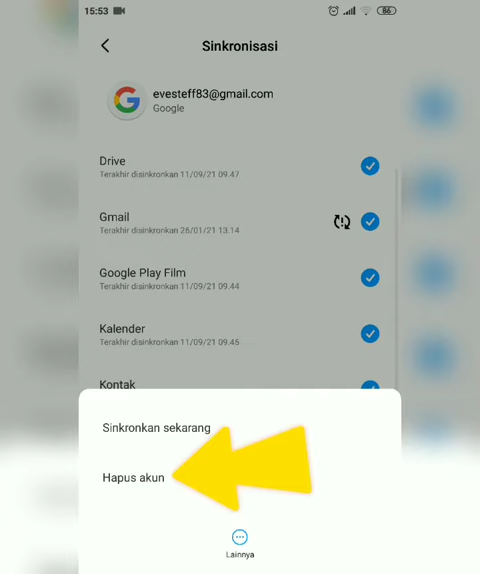 15:53
86
Sinkronisasi
evesteff83@gmail.com
Google
Drive
Terakhir disinkronkan 11/09/21 09.47
Gmail
Terakhir disinkronkan 26/01/21 13.14
Google Play Film
Terakhir disinkronkan 11/09/21 09.44
Kalender
Terakhir disinkronkan 11/09/21 09.45
Kontak
Sinkronkan sekarang
Hapus akun
Lainnya